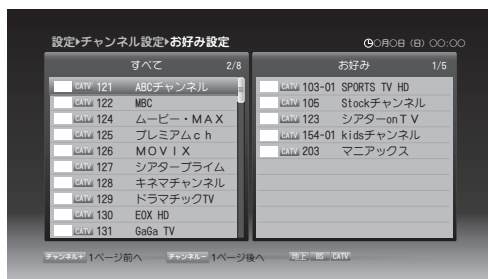 設定▶チャンネル設定▶お好み設定
○月○日 (日) ○○:○○
すべて 2/8
CATV 121 ABCチャンネル
CATV 122 MBC
CATV 124 ムービー・MAX
CATV 125 プレミアムch
CATV 126 MOVIX
CATV 127 シアタープライム
CATV 128 キネマチャンネル
CATV 129 ドラマチックTV
CATV 130 EOX HD
CATV 131 GaGa TV
お好み 1/5
CATV 103-01 SPORTS TV HD
CATV 105 Stockチャンネル
CATV 123 シアターonTV
CATV 154-01 kidsチャンネル
CATV 203 マニアックス
チャンネル+ 1ページ前へ チャンネル− 1ページ後へ 地上 BS CATV